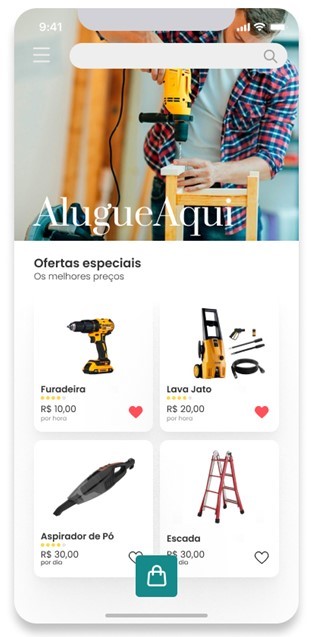 9:41
AlugueAqui
Ofertas especiais
Os melhores preços
Furadeira
R$ 10,00
por hora
Lava Jato
R$ 20,00
por hora
Aspirador de Pó
R$ 30,00
por dia
Escada
R$ 30,00
por dia